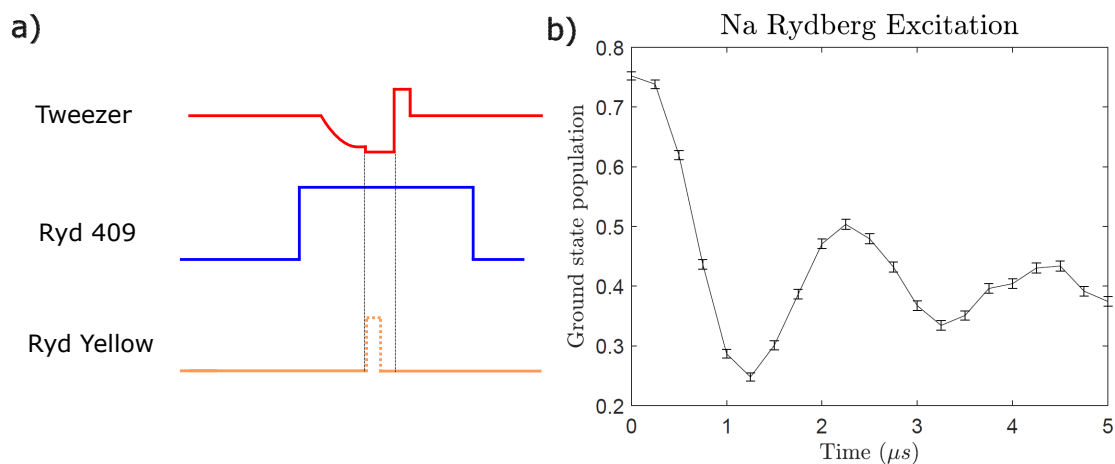 a)
Tweezer
Ryd 409
Ryd Yellow
b)
Na Rydberg Excitation
Ground state population
0.8
0.7
0.6
0.5
0.4
0.3
0.2
0
1
2
3
4
5
Time (μs)